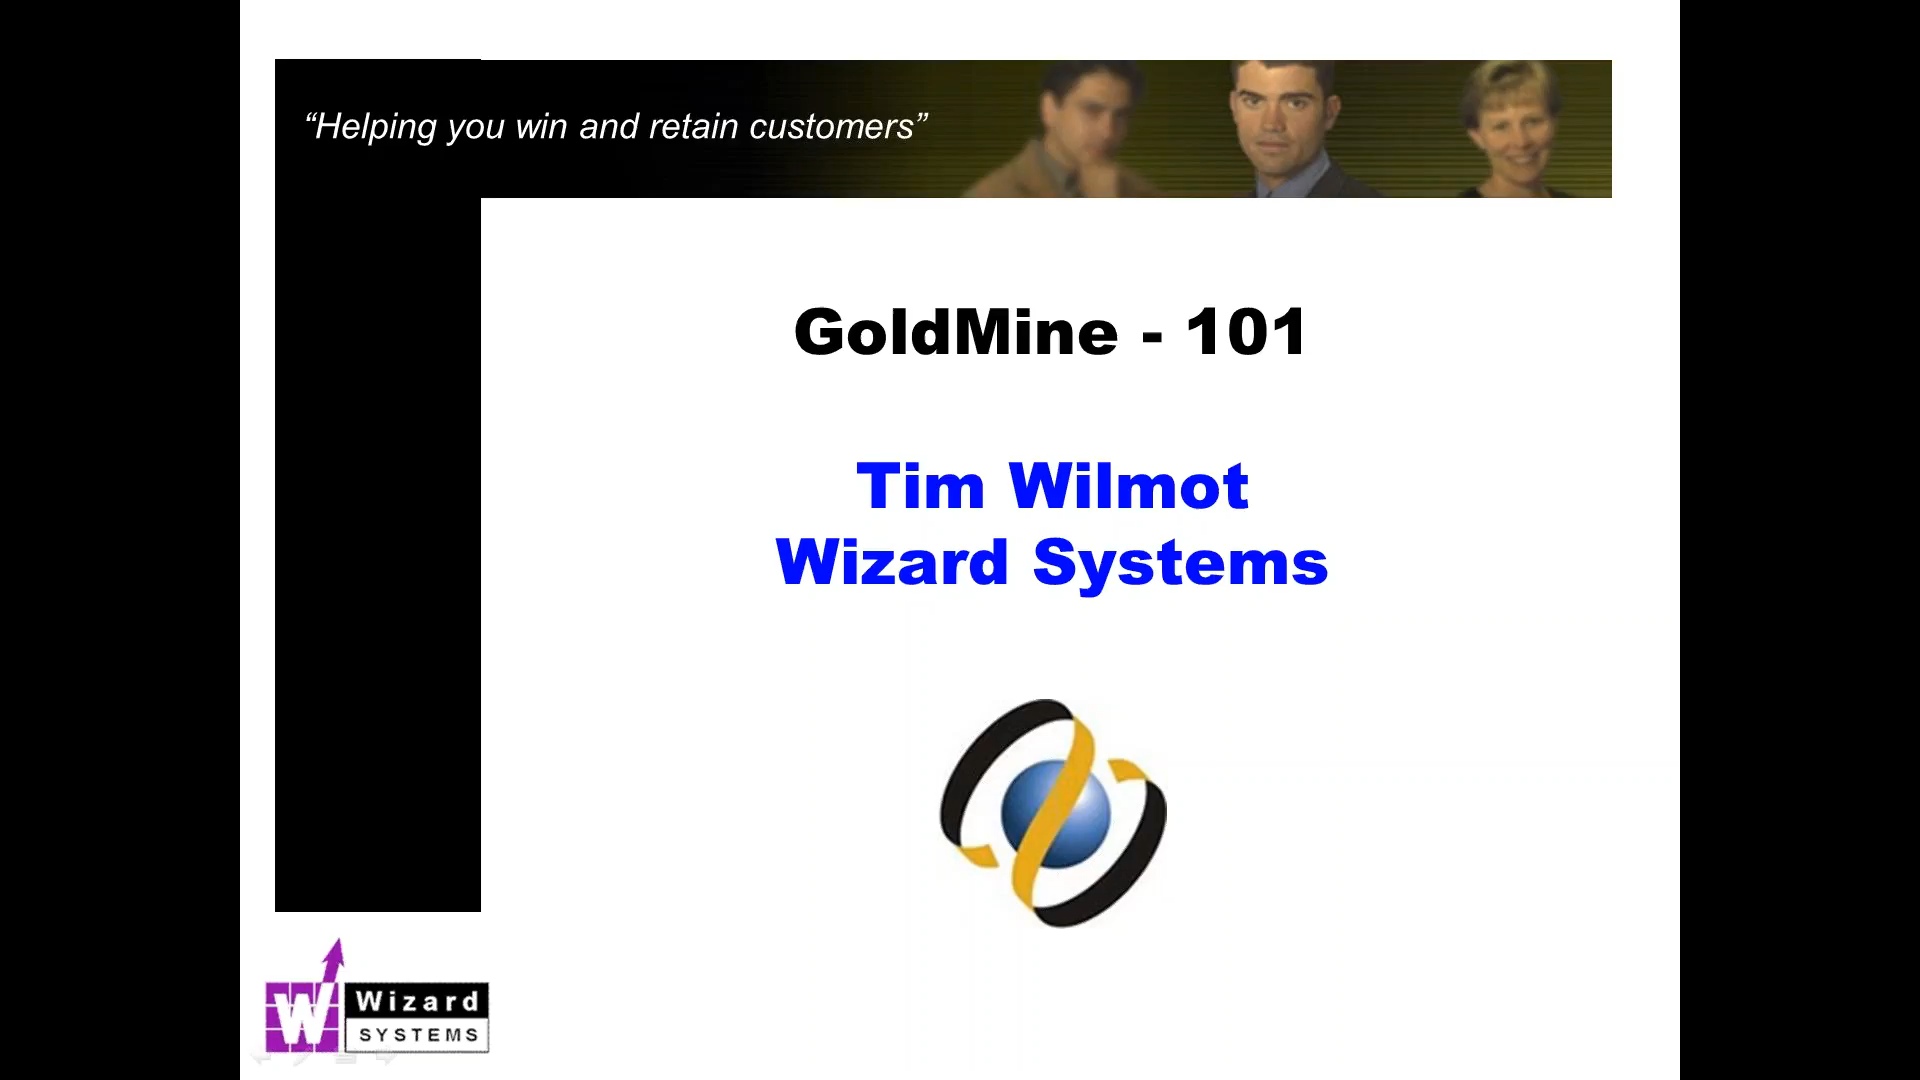 “Helping you win and retain customers”
GoldMine - 101
Tim Wilmot
Wizard Systems
W
Wizard
SYSTEMS